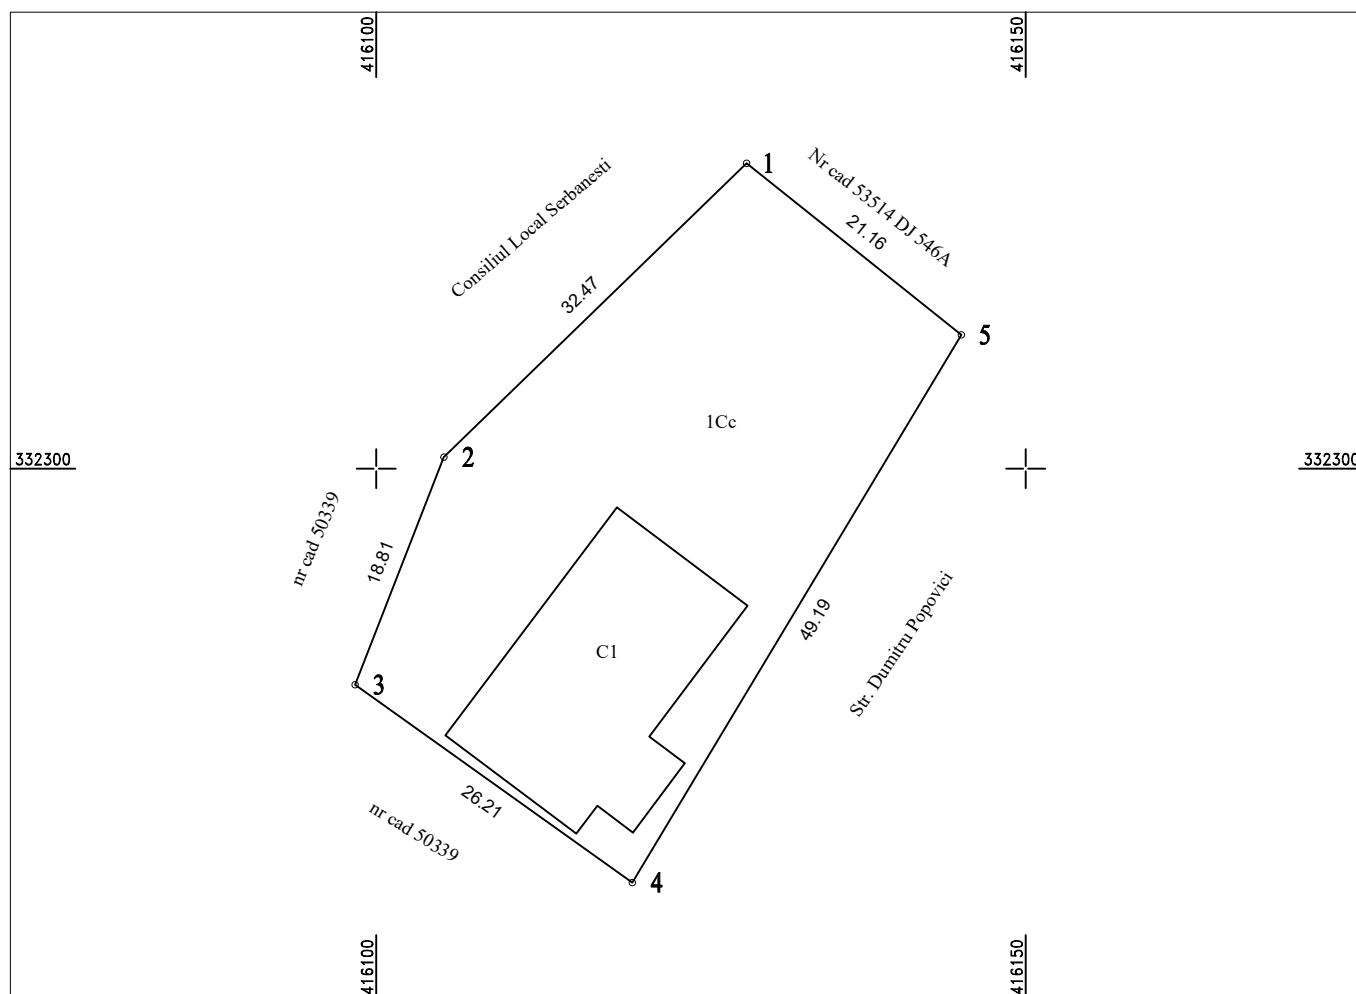 416100
416150
1
Nr cad 53514 DJ 546A
21.16
Consiliul Local Serbanesti
32.47
5
1Cc
332300
2
332300
nr cad 50339
18.81
49.19
Str. Dumitru Popovici
C1
3
26.21
nr cad 50339
4
416100
416150